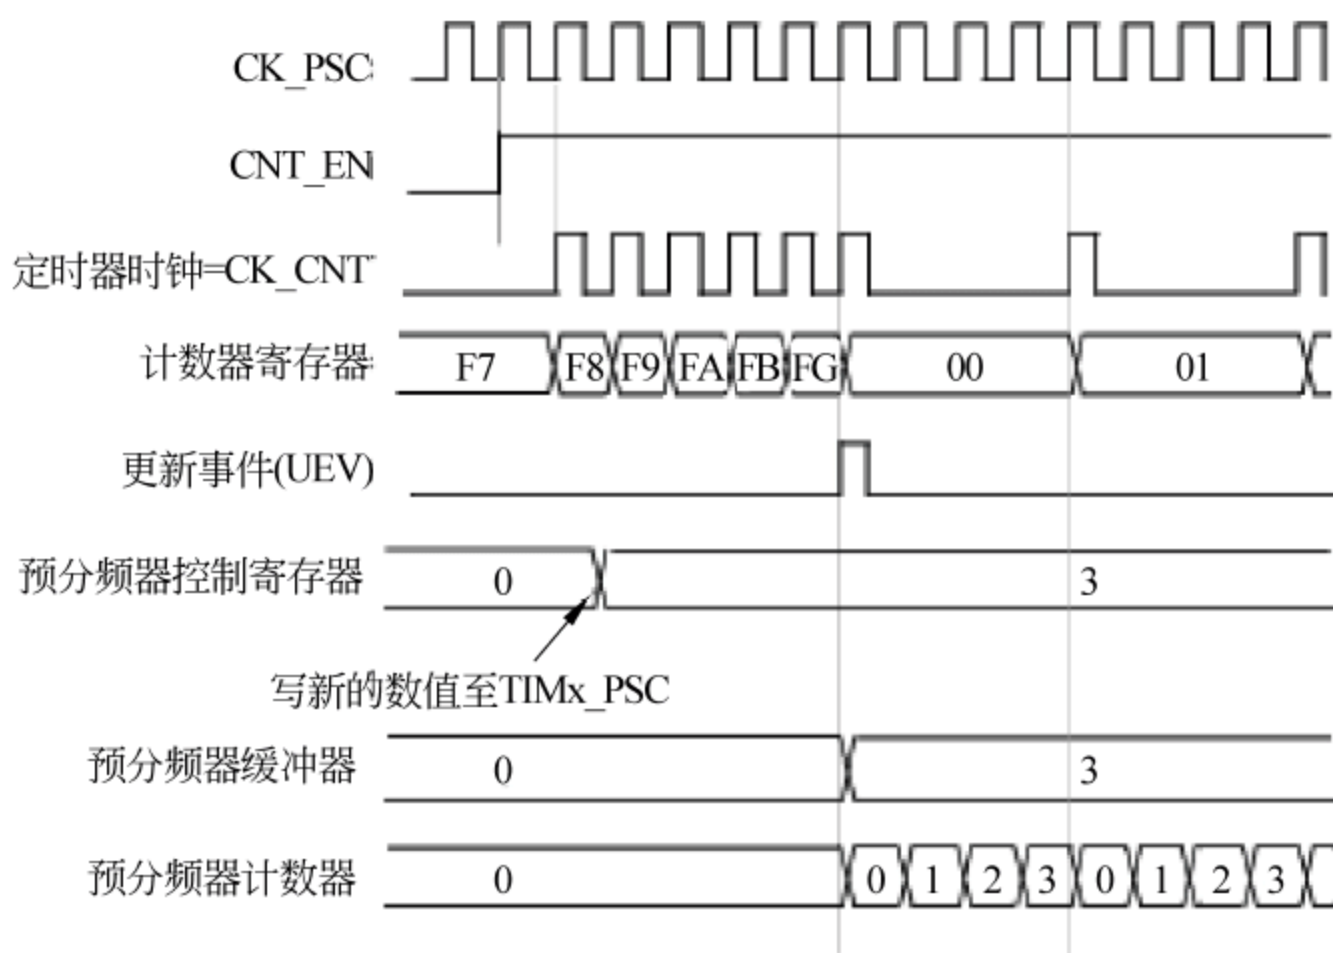 CK_PSC
CNT_EN
定时器时钟=CK_CNT
计数器寄存器 F7 F8 F9 FA FB FG 00 01
更新事件(UEV)
预分频器控制寄存器 0 3
写新的数值至TIMx_PSC
预分频器缓冲器 0 3
预分频器计数器 0 0 1 2 3 0 1 2 3